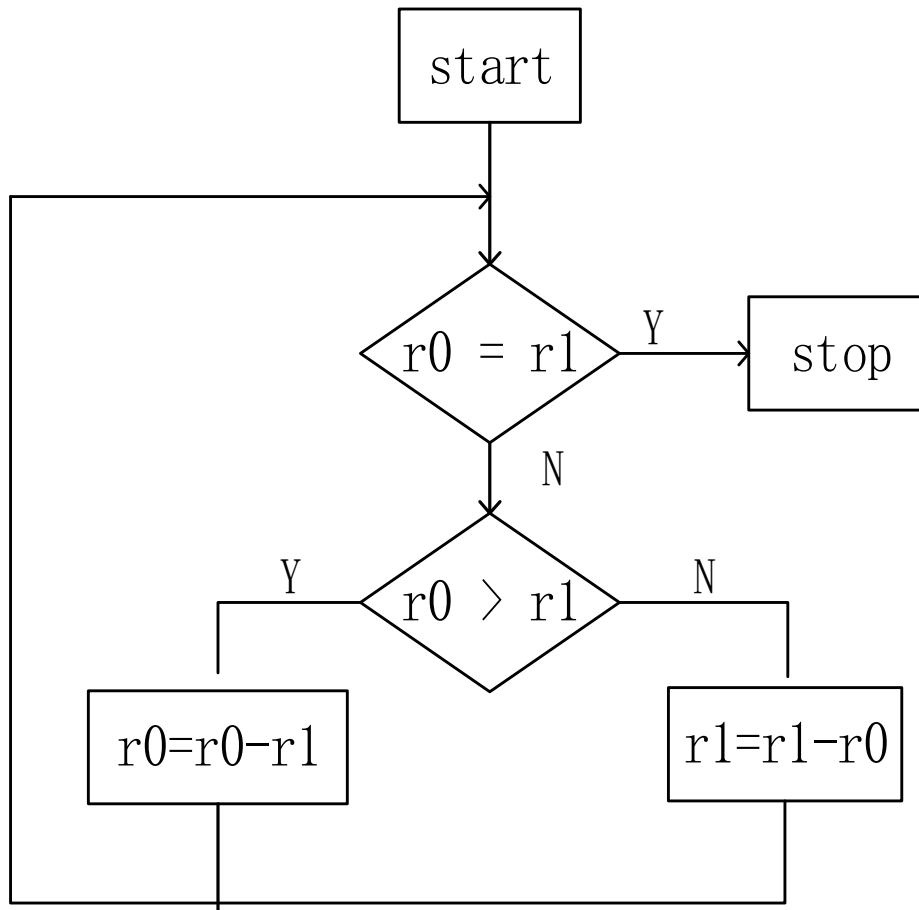 start
r0 = r1
Y
stop
N
Y
r0 > r1
N
r0=r0-r1
r1=r1-r0